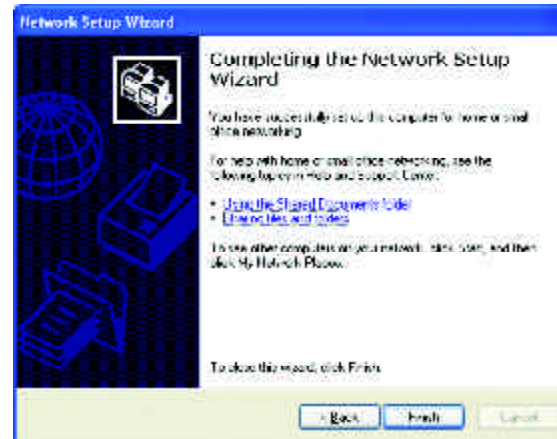 Network Setup Wizard
Completing the Network Setup
Wizard
You have successfully set up this computer for home or small
office networking.
For help with home or small office networking, see the
following topics in Help and Support Center:
• Using the Shared Documents folder
• Sharing files and folders
To see other computers on your network, click Start, and then
click My Network Places.
To close this wizard, click Finish.
< Back
Finish
Cancel